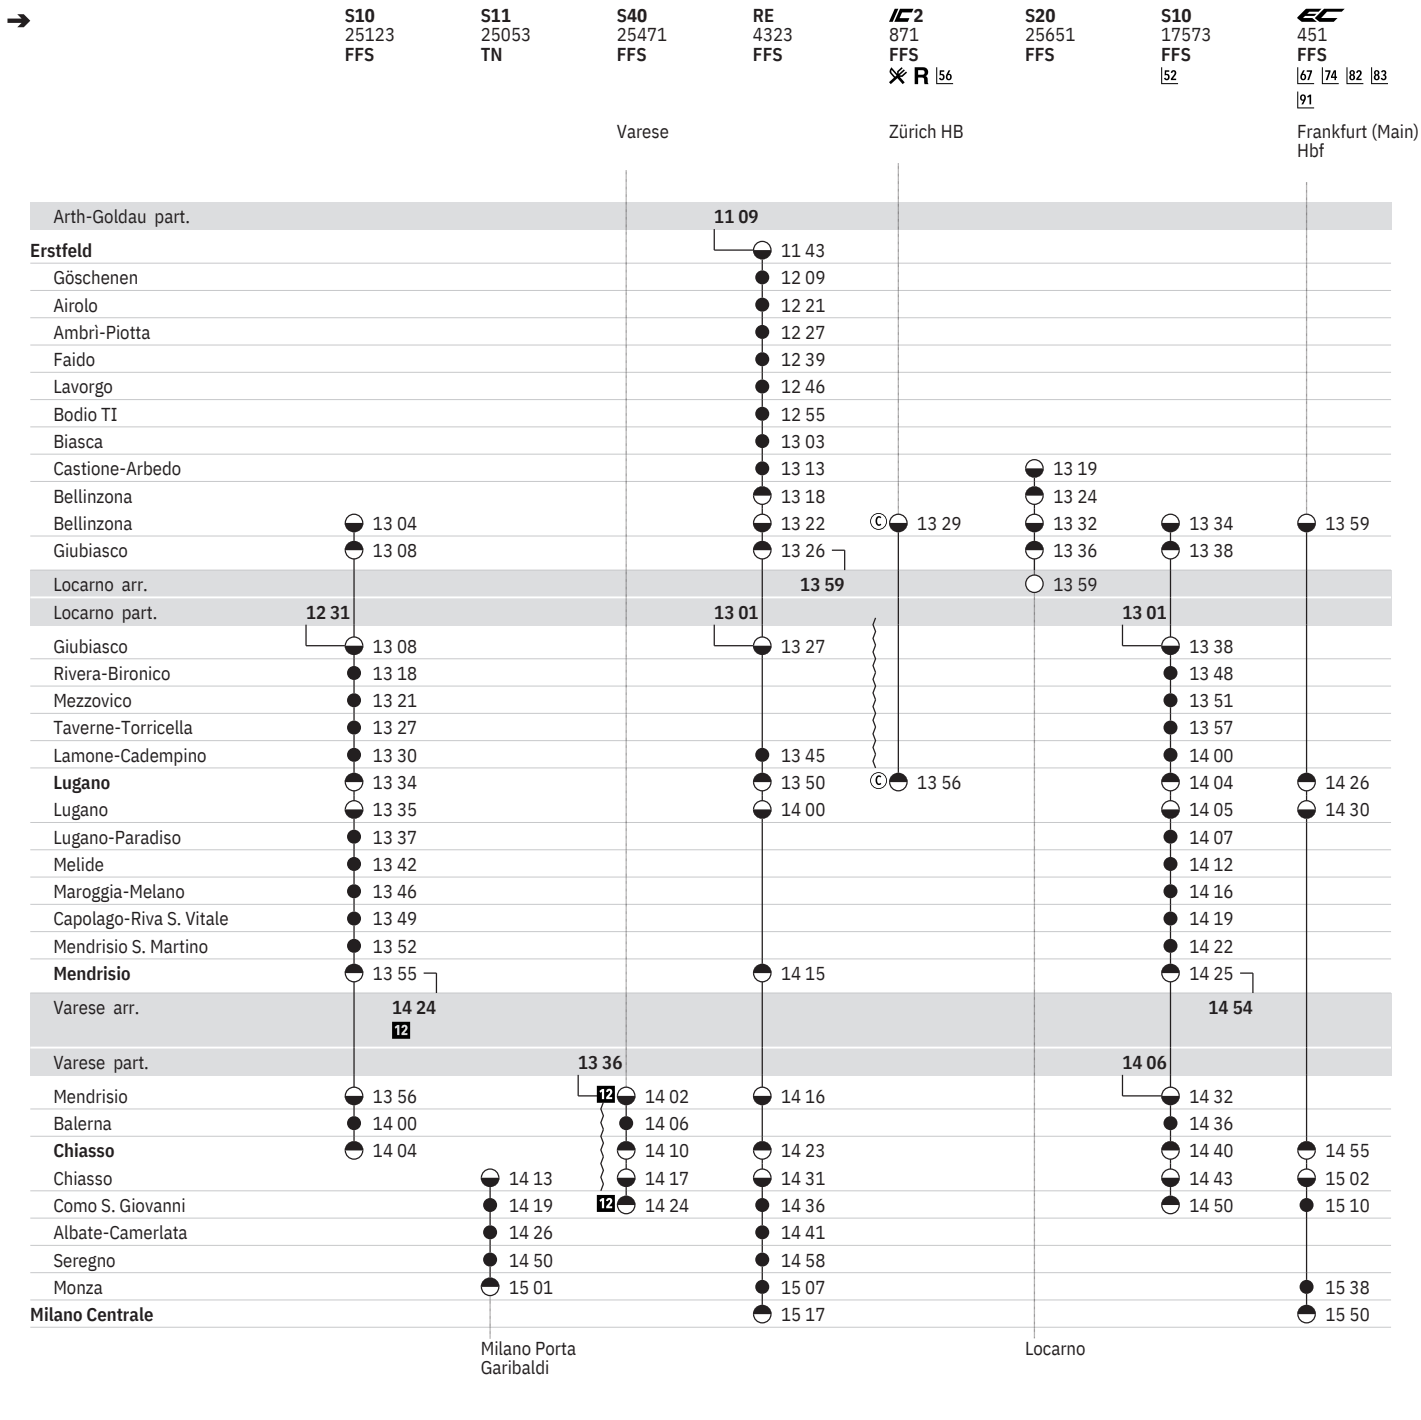 ➔ S10 S11 S40 RE IC2 S20 S10 EC
25123 25053 25471 4323 871 25651 17573 451
FFS TN FFS FFS FFS FFS FFS FFS
R 56 52 67 74 82 83
91
Varese Zürich HB Frankfurt (Main)
Hbf
Arth-Goldau part. 11 09
Erstfeld 11 43
Göschenen 12 09
Airolo 12 21
Ambrì-Piotta 12 27
Faido 12 39
Lavorgo 12 46
Bodio TI 12 55
Biasca 13 03
Castione-Arbedo 13 13 13 19
Bellinzona 13 18 13 24
Bellinzona 13 04 13 22 C 13 29 13 32 13 34 13 59
Giubiasco 13 08 13 26 13 36 13 38
Locarno arr. 13 59 13 59
Locarno part. 12 31 13 01 13 01
Giubiasco 13 08 13 27 13 38
Rivera-Bironico 13 18 13 48
Mezzovico 13 21 13 51
Taverne-Torricella 13 27 13 57
Lamone-Cadempino 13 30 13 45 14 00
Lugano 13 34 13 50 C 13 56 14 04 14 26
Lugano 13 35 14 00 14 05 14 30
Lugano-Paradiso 13 37 14 07
Melide 13 42 14 12
Maroggia-Melano 13 46 14 16
Capolago-Riva S. Vitale 13 49 14 19
Mendrisio S. Martino 13 52 14 22
Mendrisio 13 55 14 15 14 25
Varese arr. 14 24 14 54
12
Varese part. 13 36 14 06
Mendrisio 13 56 12 14 02 14 16 14 32
Balerna 14 00 14 06 14 36
Chiasso 14 04 14 10 14 23 14 40 14 55
Chiasso 14 13 14 17 14 31 14 43 15 02
Como S. Giovanni 14 19 12 14 24 14 36 14 50 15 10
Albate-Camerlata 14 26 14 41
Seregno 14 50 14 58
Monza 15 01 15 07 15 38
Milano Centrale 15 17 15 50
Milano Porta Locarno
Garibaldi